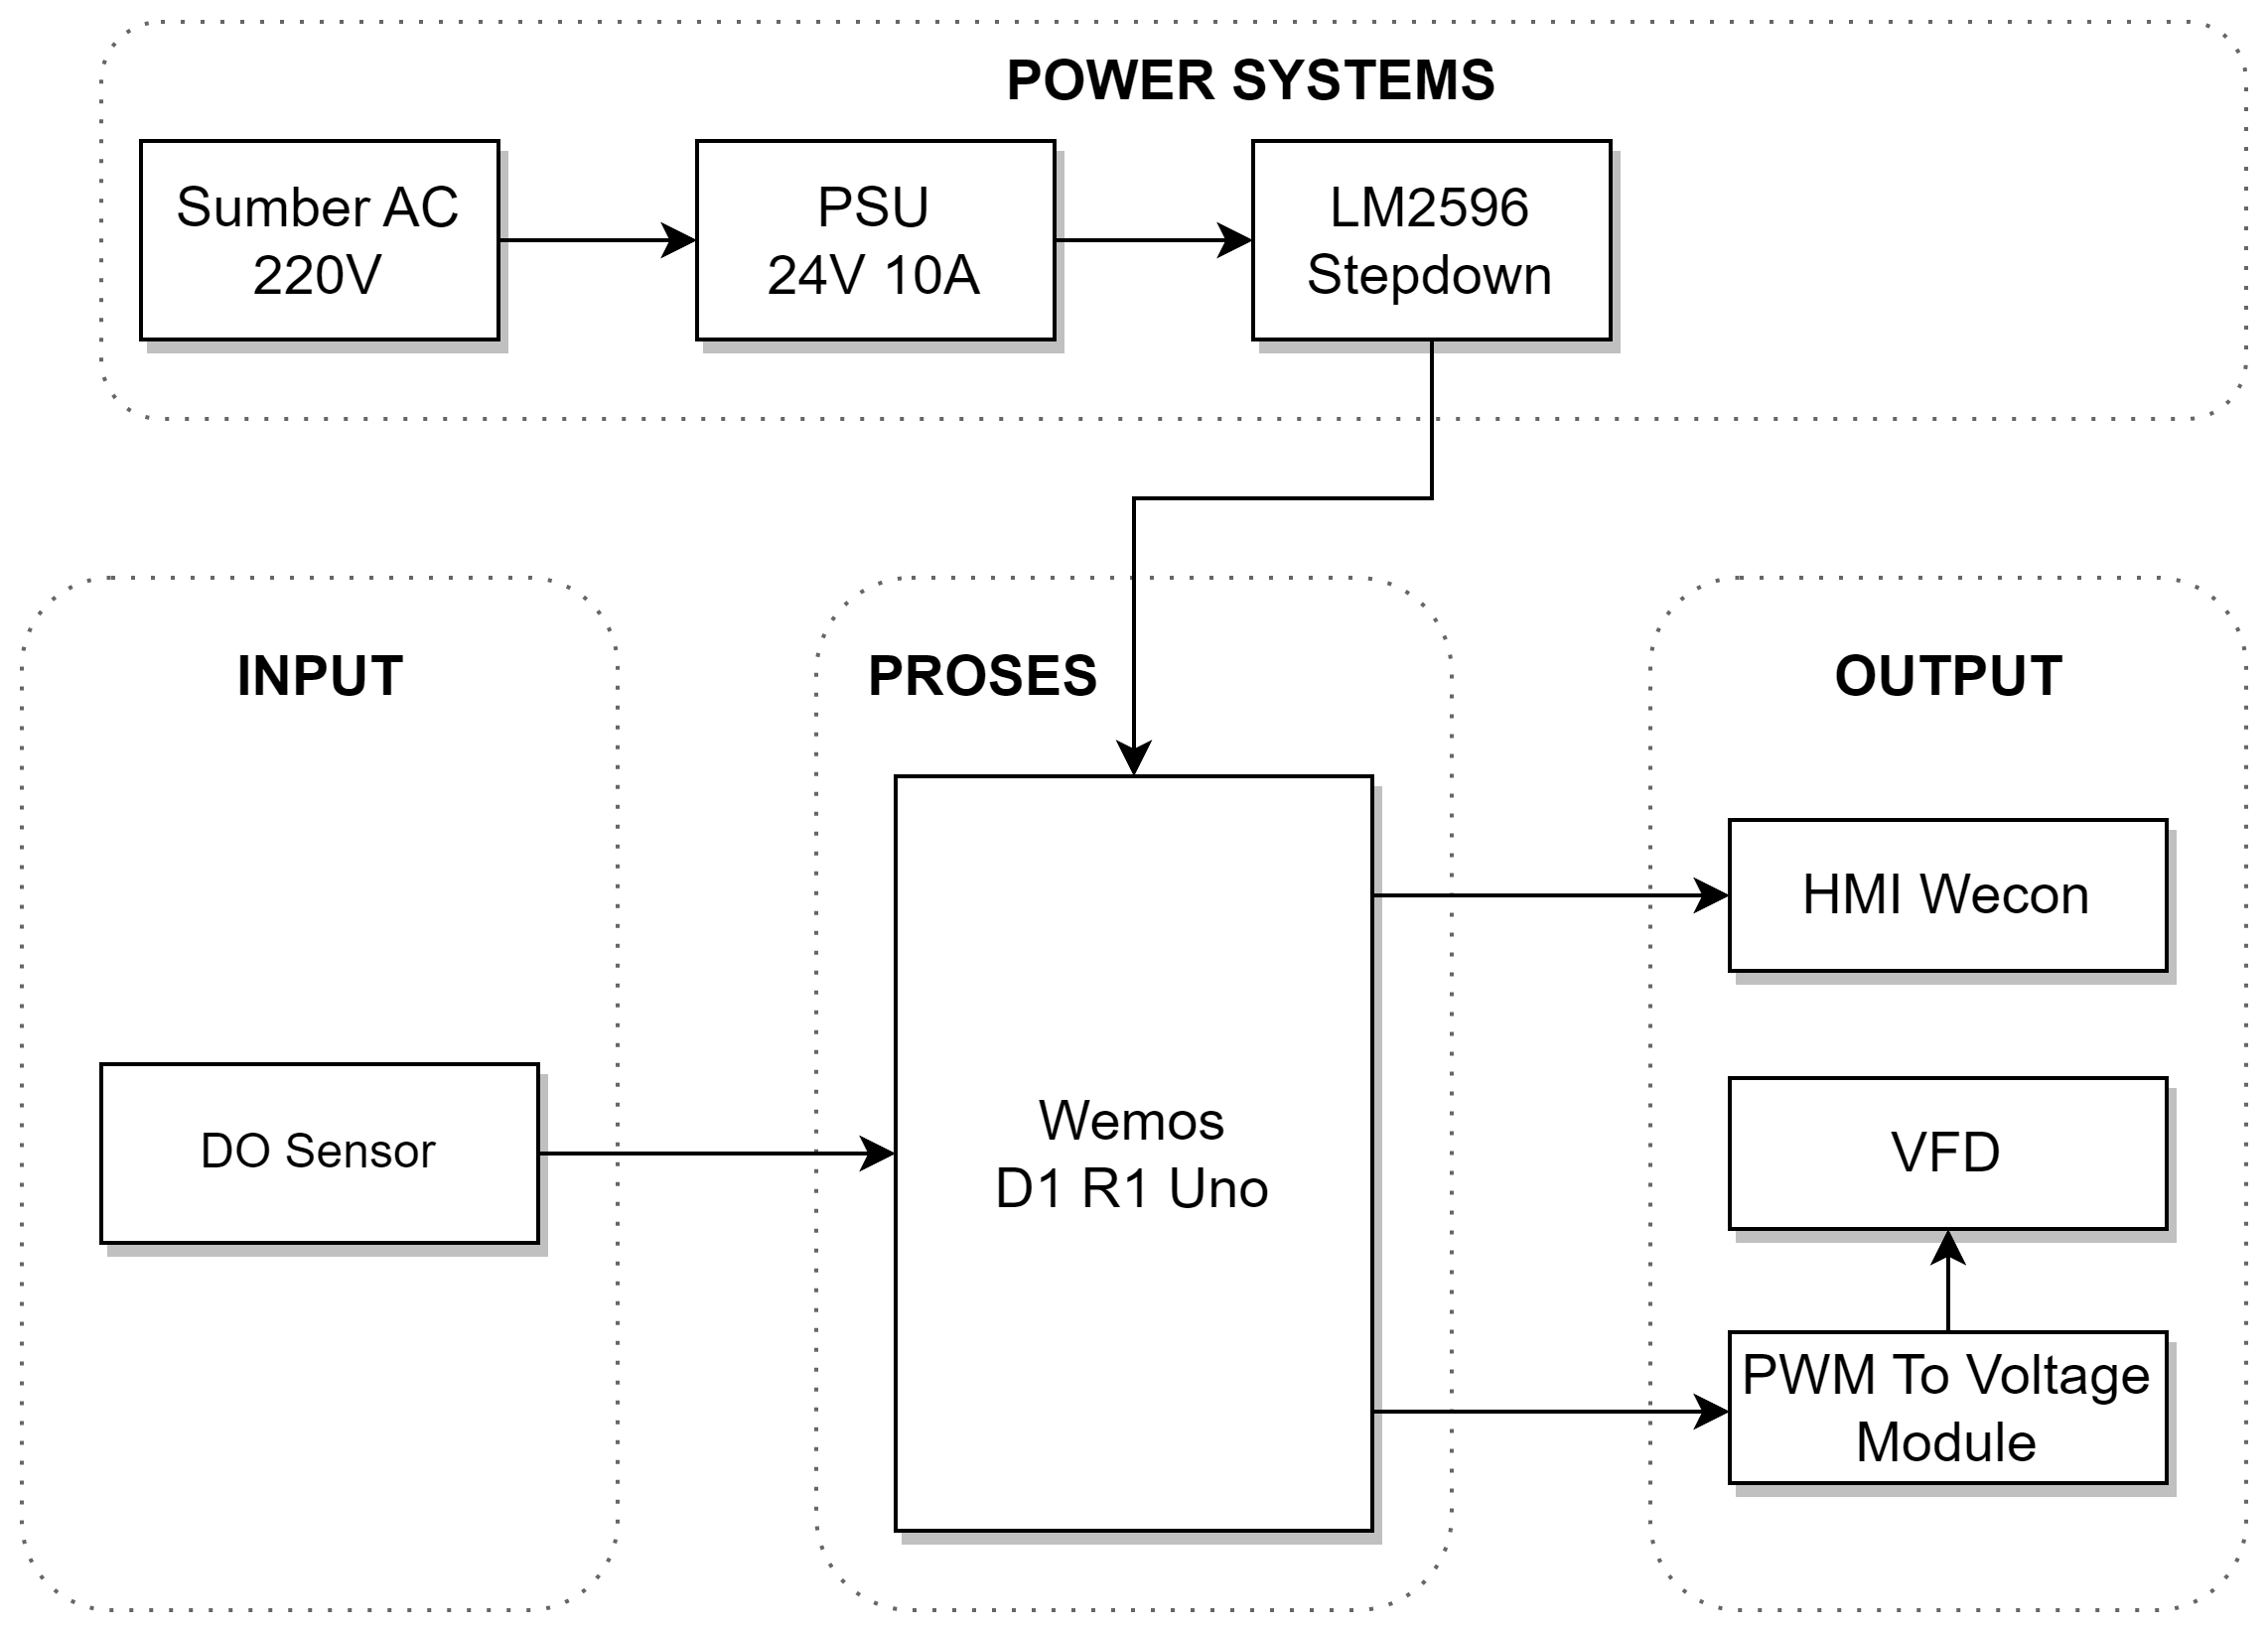 POWER SYSTEMS
Sumber AC
220V
PSU
24V 10A
LM2596
Stepdown
INPUT
PROSES
OUTPUT
DO Sensor
Wemos
D1 R1 Uno
HMI Wecon
VFD
PWM To Voltage
Module